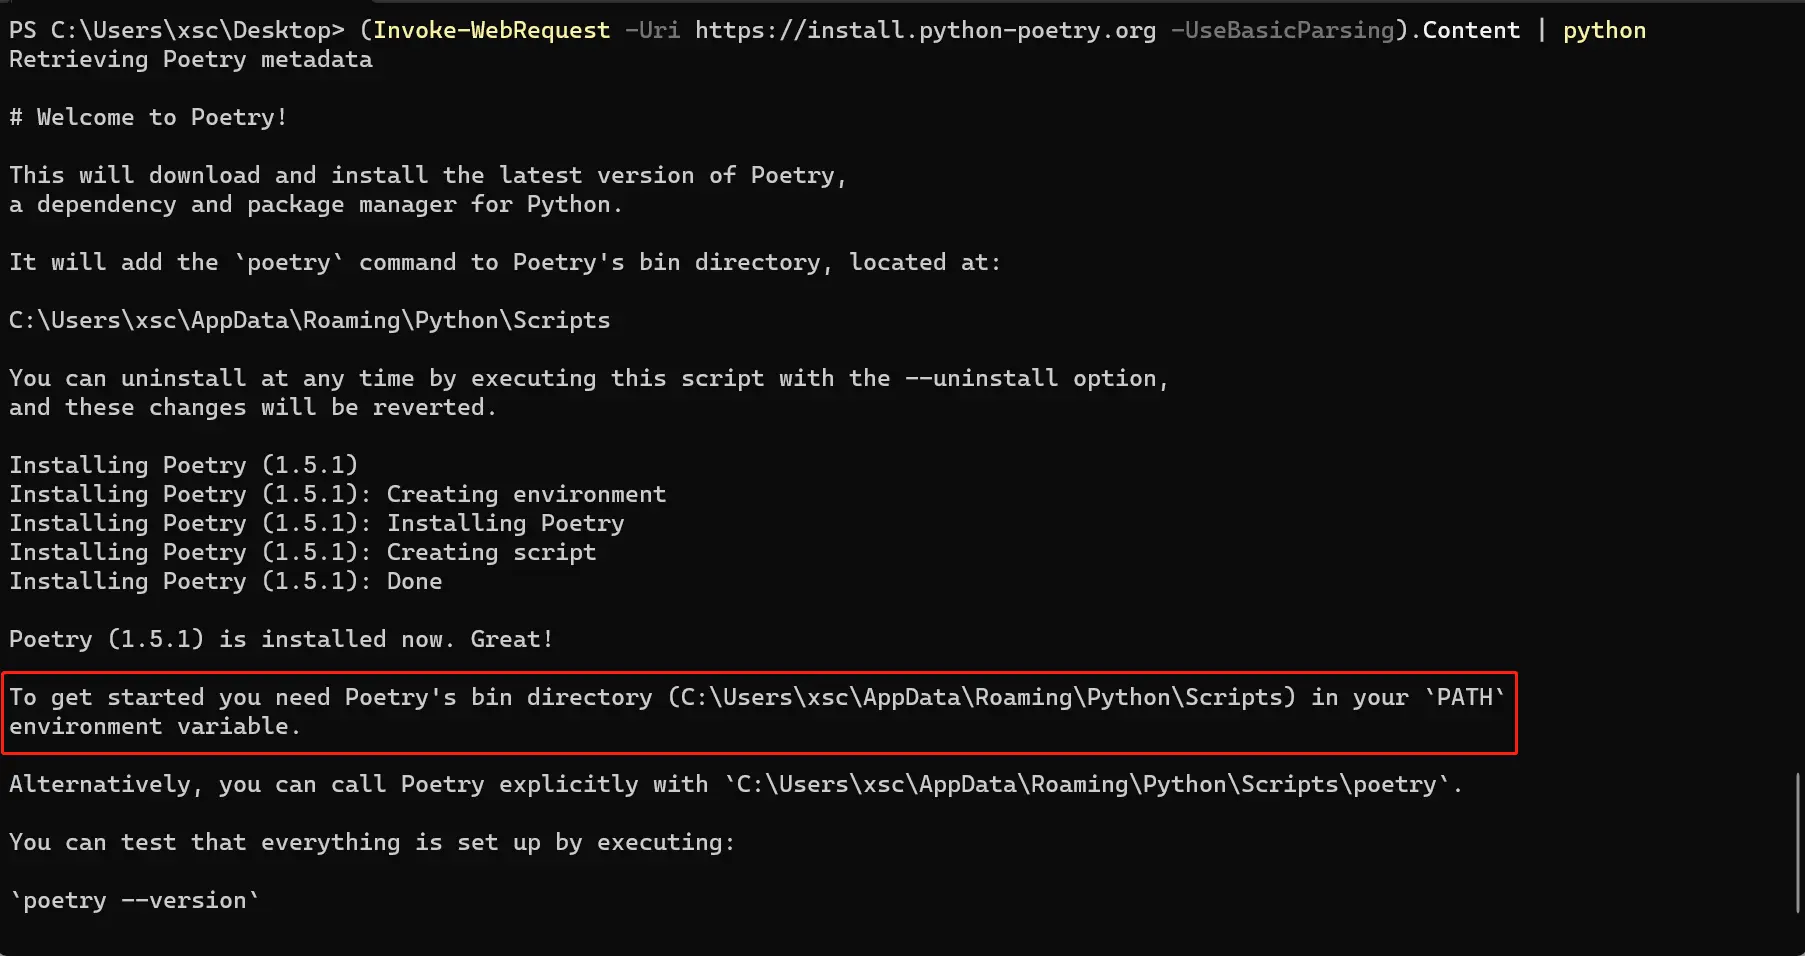 PS C:\Users\xsc\Desktop> (Invoke-WebRequest -Uri https://install.python-poetry.org -UseBasicParsing).Content | python
Retrieving Poetry metadata
# Welcome to Poetry!
This will download and install the latest version of Poetry,
a dependency and package manager for Python.
It will add the `poetry` command to Poetry's bin directory, located at:
C:\Users\xsc\AppData\Roaming\Python\Scripts
You can uninstall at any time by executing this script with the --uninstall option,
and these changes will be reverted.
Installing Poetry (1.5.1)
Installing Poetry (1.5.1): Creating environment
Installing Poetry (1.5.1): Installing Poetry
Installing Poetry (1.5.1): Creating script
Installing Poetry (1.5.1): Done
Poetry (1.5.1) is installed now. Great!
To get started you need Poetry's bin directory (C:\Users\xsc\AppData\Roaming\Python\Scripts) in your `PATH`
environment variable.
Alternatively, you can call Poetry explicitly with `C:\Users\xsc\AppData\Roaming\Python\Scripts\poetry`.
You can test that everything is set up by executing:
`poetry --version`